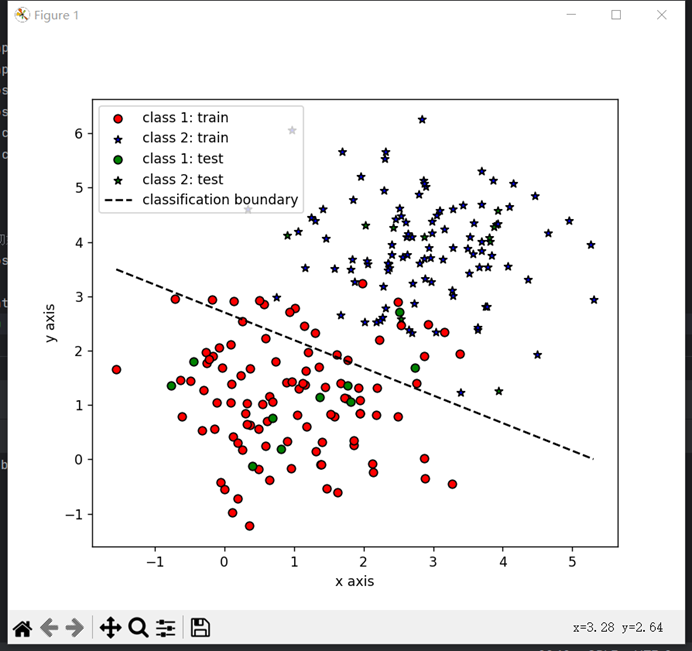 Figure 1
class 1: train
class 2: train
class 1: test
class 2: test
classification boundary
6
5
4
3
2
1
0
−1
y axis
−1 0 1 2 3 4 5
x axis
x=3.28 y=2.64